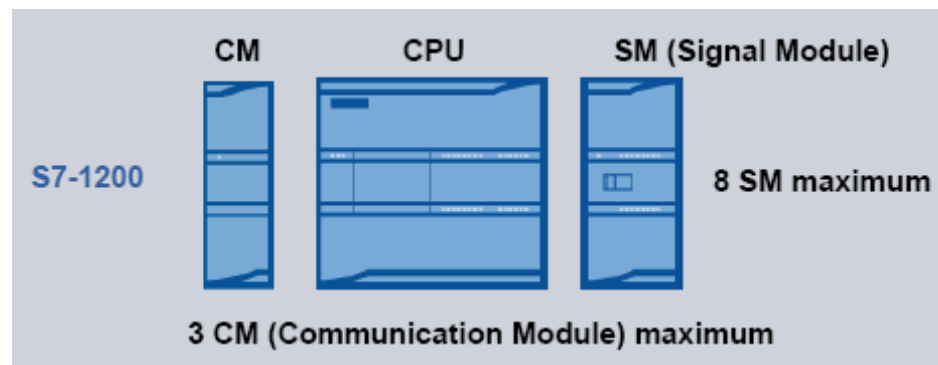 CM CPU SM (Signal Module)
S7-1200 8 SM maximum
3 CM (Communication Module) maximum